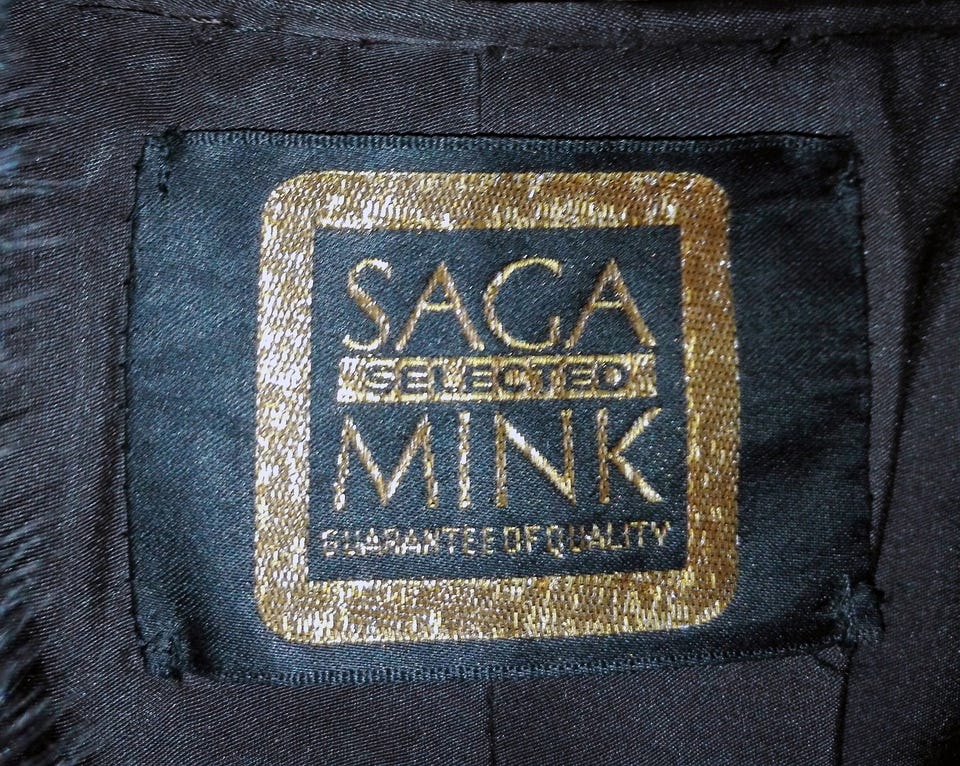 SAGA
SELECTED
MINK
GUARANTEE OF QUALITY